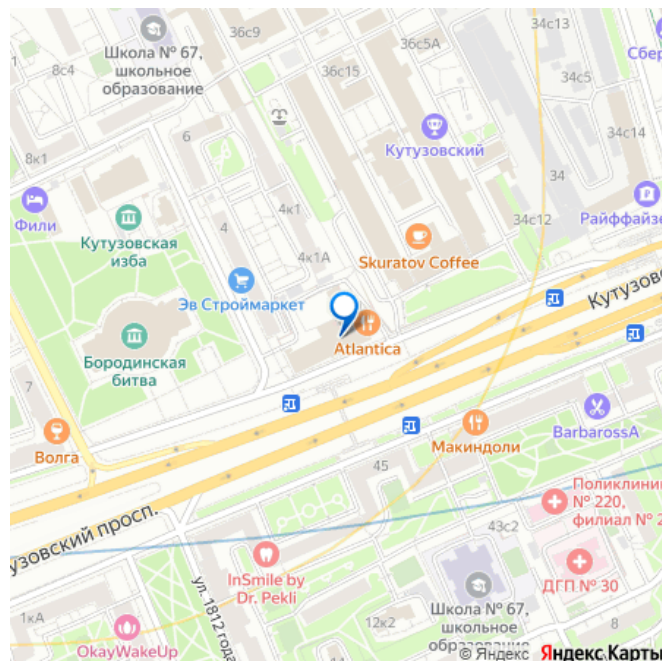 36с9
34с13
Сбер
Школа № 67,
школьное
образование
8с4
36с5А
36с15
34с5
34с14
Кутузовский
6
8к1
34
Фили
Кутузовская
изба
4
4к1
34с12
Райффайзе
4к1А
Skuratov Coffee
Эв Строймаркет
Кутузо
Atlantica
Бородинская
битва
7
Волга
Макиндоли
BarbarossA
45
Поликлини
№ 220,
филиал № 2
узовский просп.
43с2
InSmile by
Dr. Pekli
ДГП № 30
ул. 1812 года
Школа № 67,
школьное
образование
1кА
12к2
8
OkayWakeUp
© Яндекс Яндекс Карты